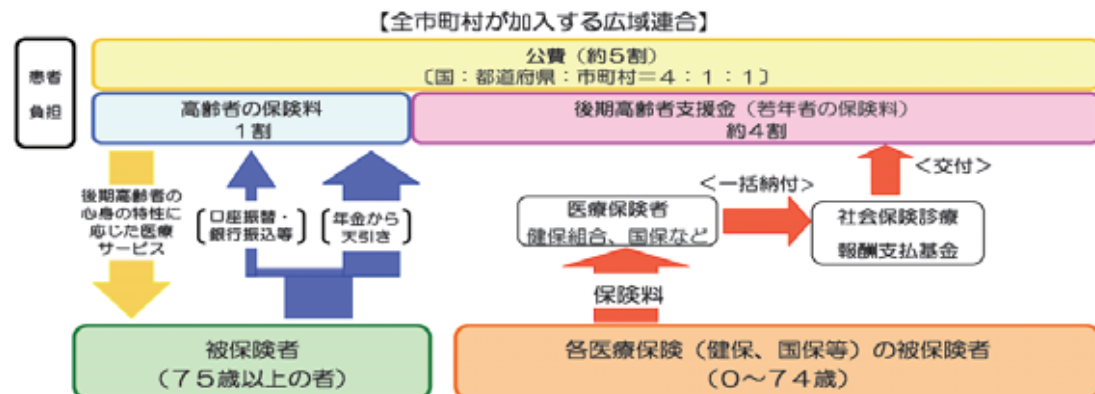 【全市町村が加入する広域連合】
患者
負担
公費(約5割)
〔国:都道府県:市町村=4:1:1〕
高齢者の保険料
1割
後期高齢者支援金(若年者の保険料)
約4割
後期高齢者の
心身の特性に
応じた医療
サービス
口座振替・
銀行振込等
年金から
天引き
医療保険者
健保組合、国保など
<一括納付>
<交付>
社会保険診療
報酬支払基金
保険料
被保険者
(75歳以上の者)
各医療保険(健保、国保等)の被保険者
(0~74歳)